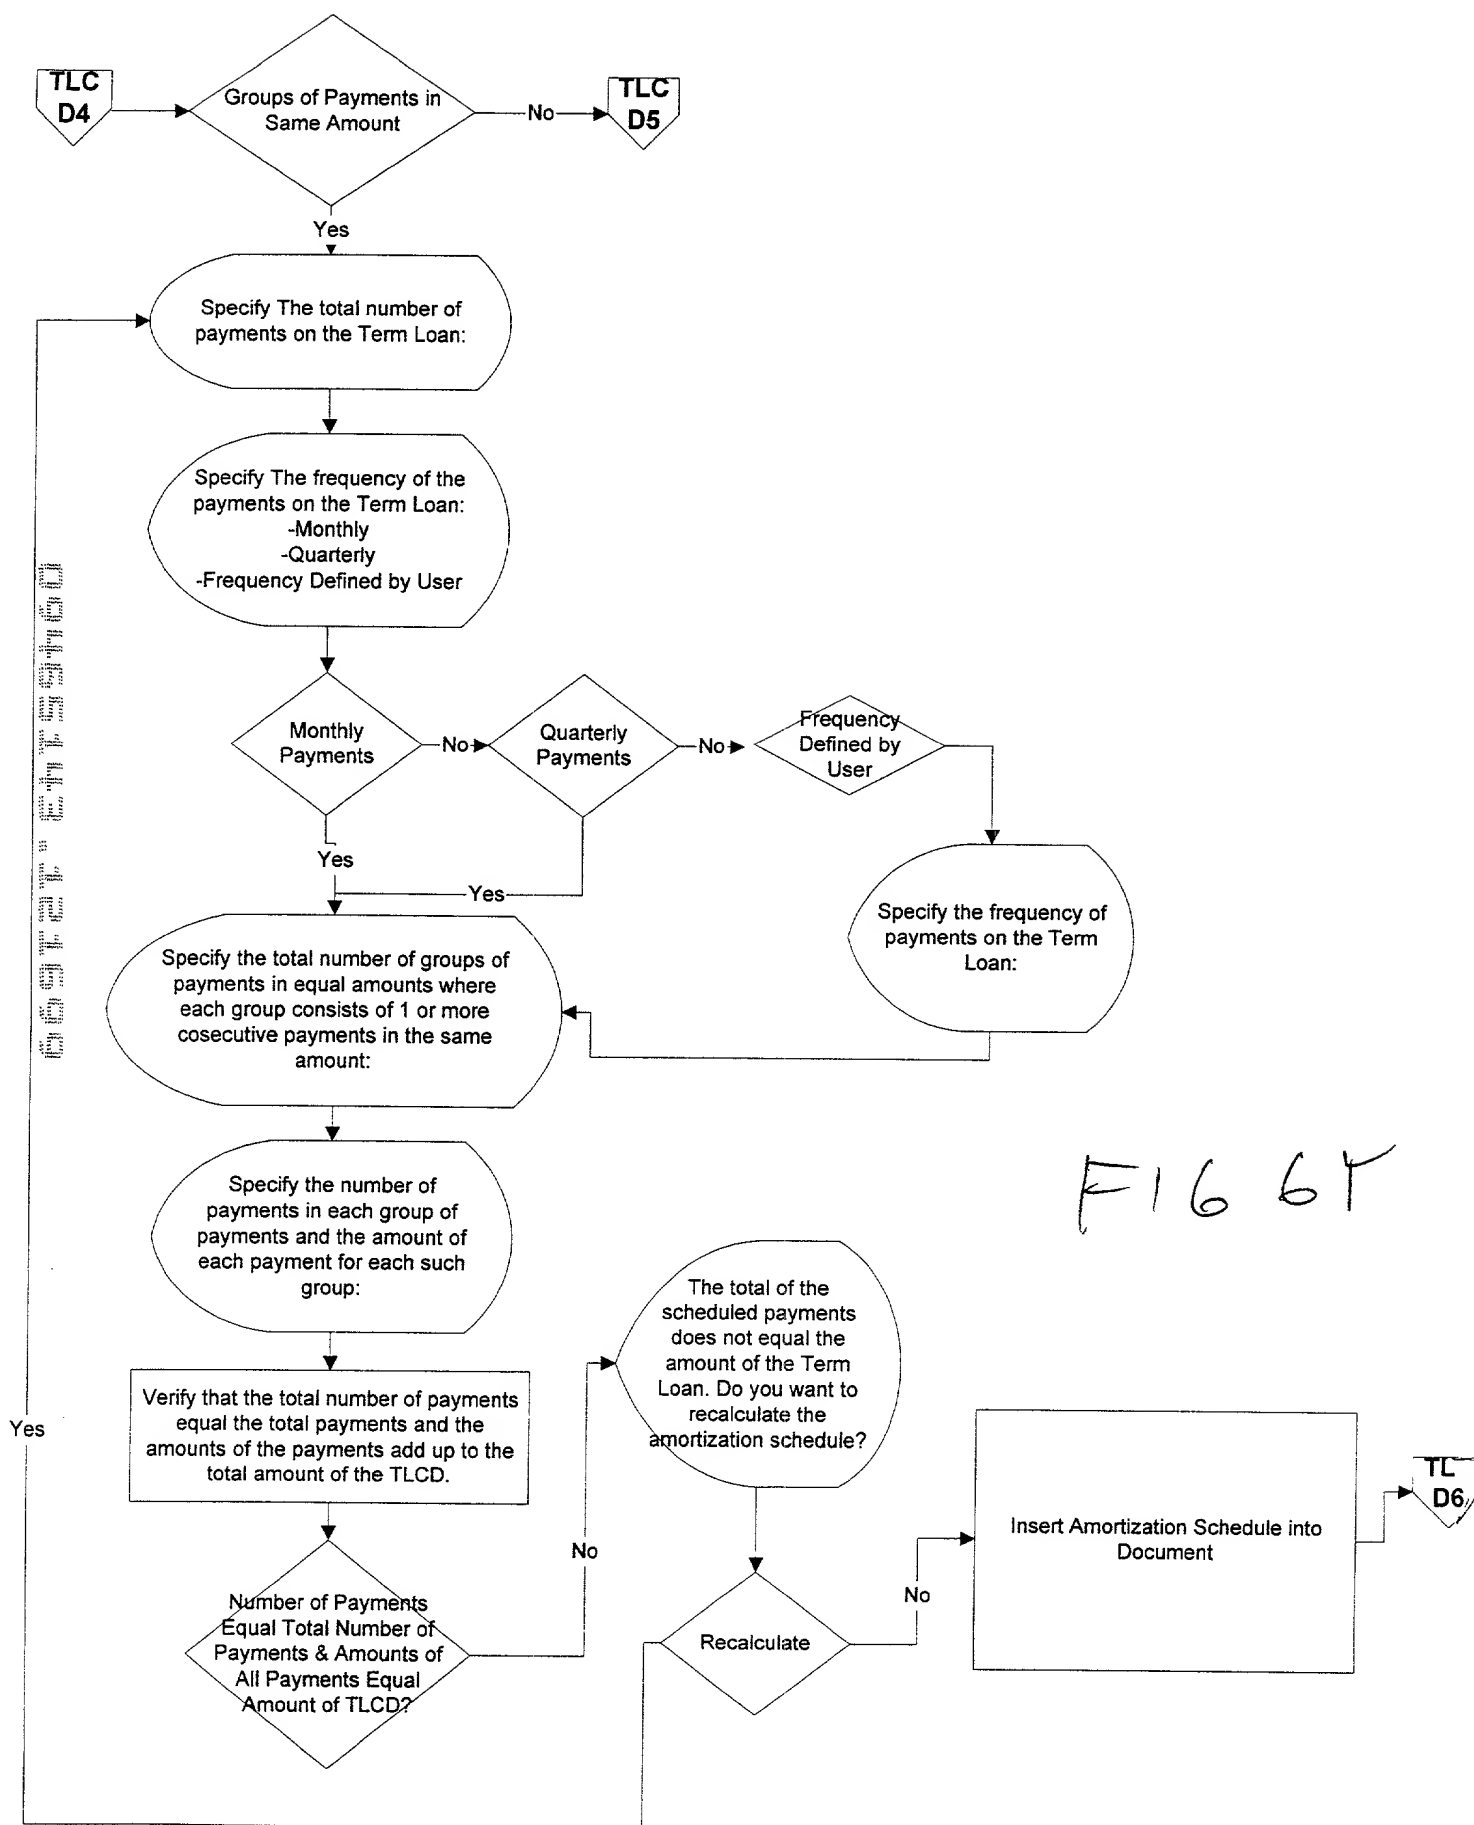 TLC
D4
Groups of Payments in
Same Amount
No
TLC
D5
Yes
Specify The total number of
payments on the Term Loan:
Specify The frequency of the
payments on the Term Loan:
-Monthly
-Quarterly
-Frequency Defined by User
Monthly
Payments
No
Quarterly
Payments
No
Frequency
Defined by
User
Yes
Yes
Specify the frequency of
payments on the Term
Loan:
Specify the total number of groups of
payments in equal amounts where
each group consists of 1 or more
cosecutive payments in the same
amount:
Specify the number of
payments in each group of
payments and the amount of
each payment for each such
group:
FIG 6Y
The total of the
scheduled payments
does not equal the
amount of the Term
Loan. Do you want to
recalculate the
amortization schedule?
Verify that the total number of payments
equal the total payments and the
amounts of the payments add up to the
total amount of the TLCD.
Yes
No
Number of Payments
Equal Total Number of
Payments & Amounts of
All Payments Equal
Amount of TLCD?
Recalculate
No
Insert Amortization Schedule into
Document
TL
D6
09465143.121699